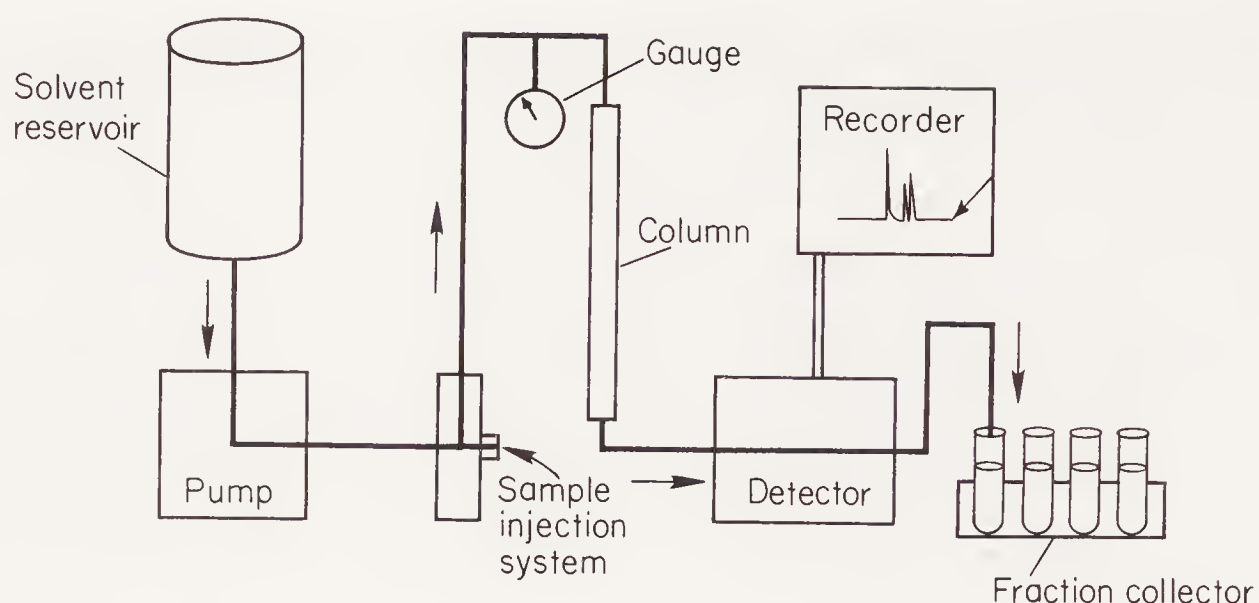 Solvent
reservoir
Gauge
Recorder
Column
Pump
Sample
injection
system
Detector
Fraction collector